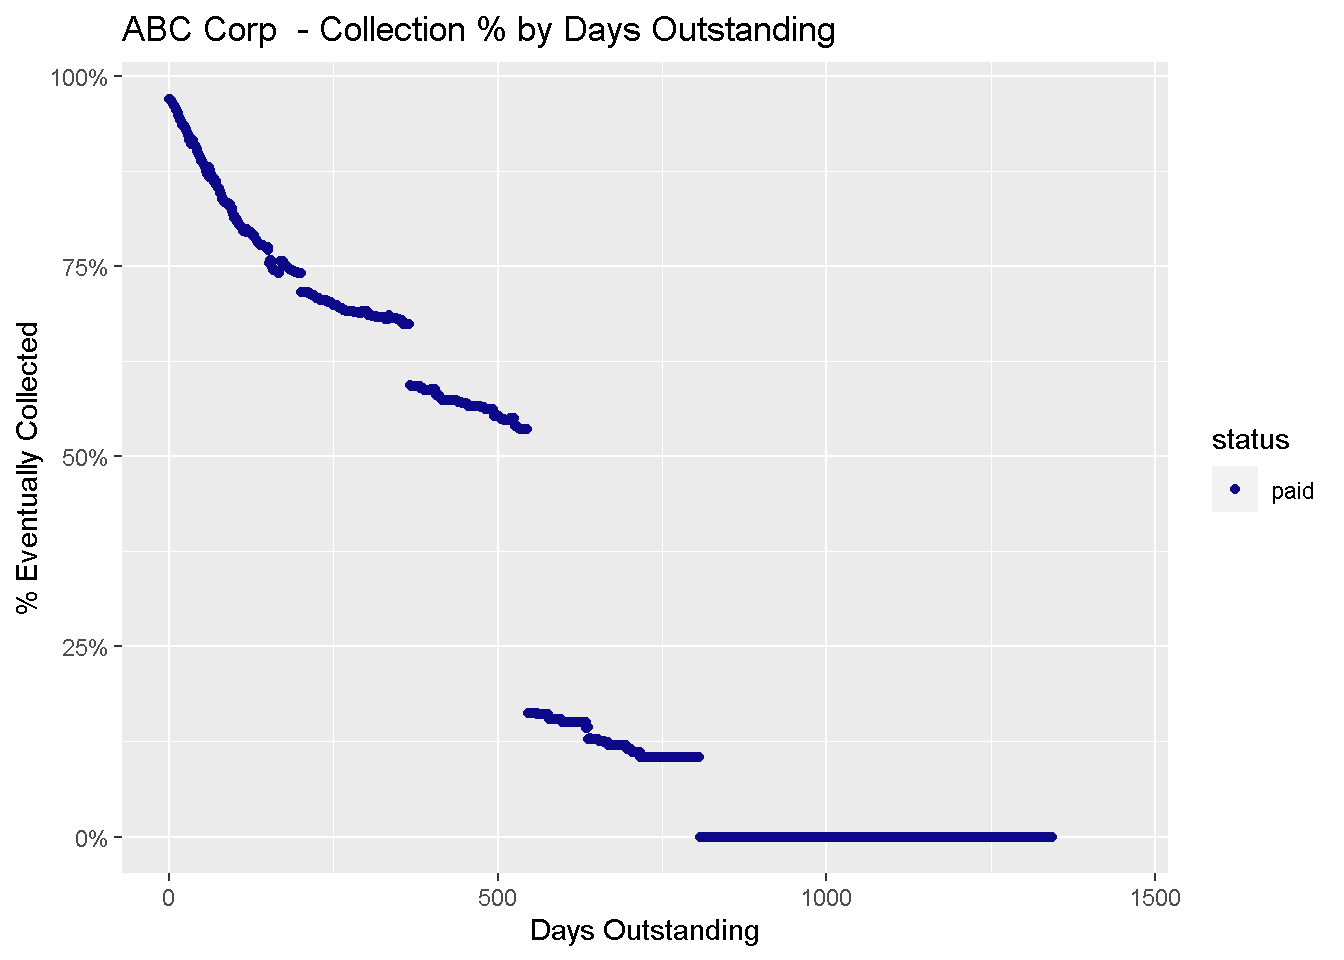 ABC Corp  - Collection % by Days Outstanding
100%
75%
50%
25%
0%
% Eventually Collected
0 500 1000 1500
Days Outstanding
status
paid